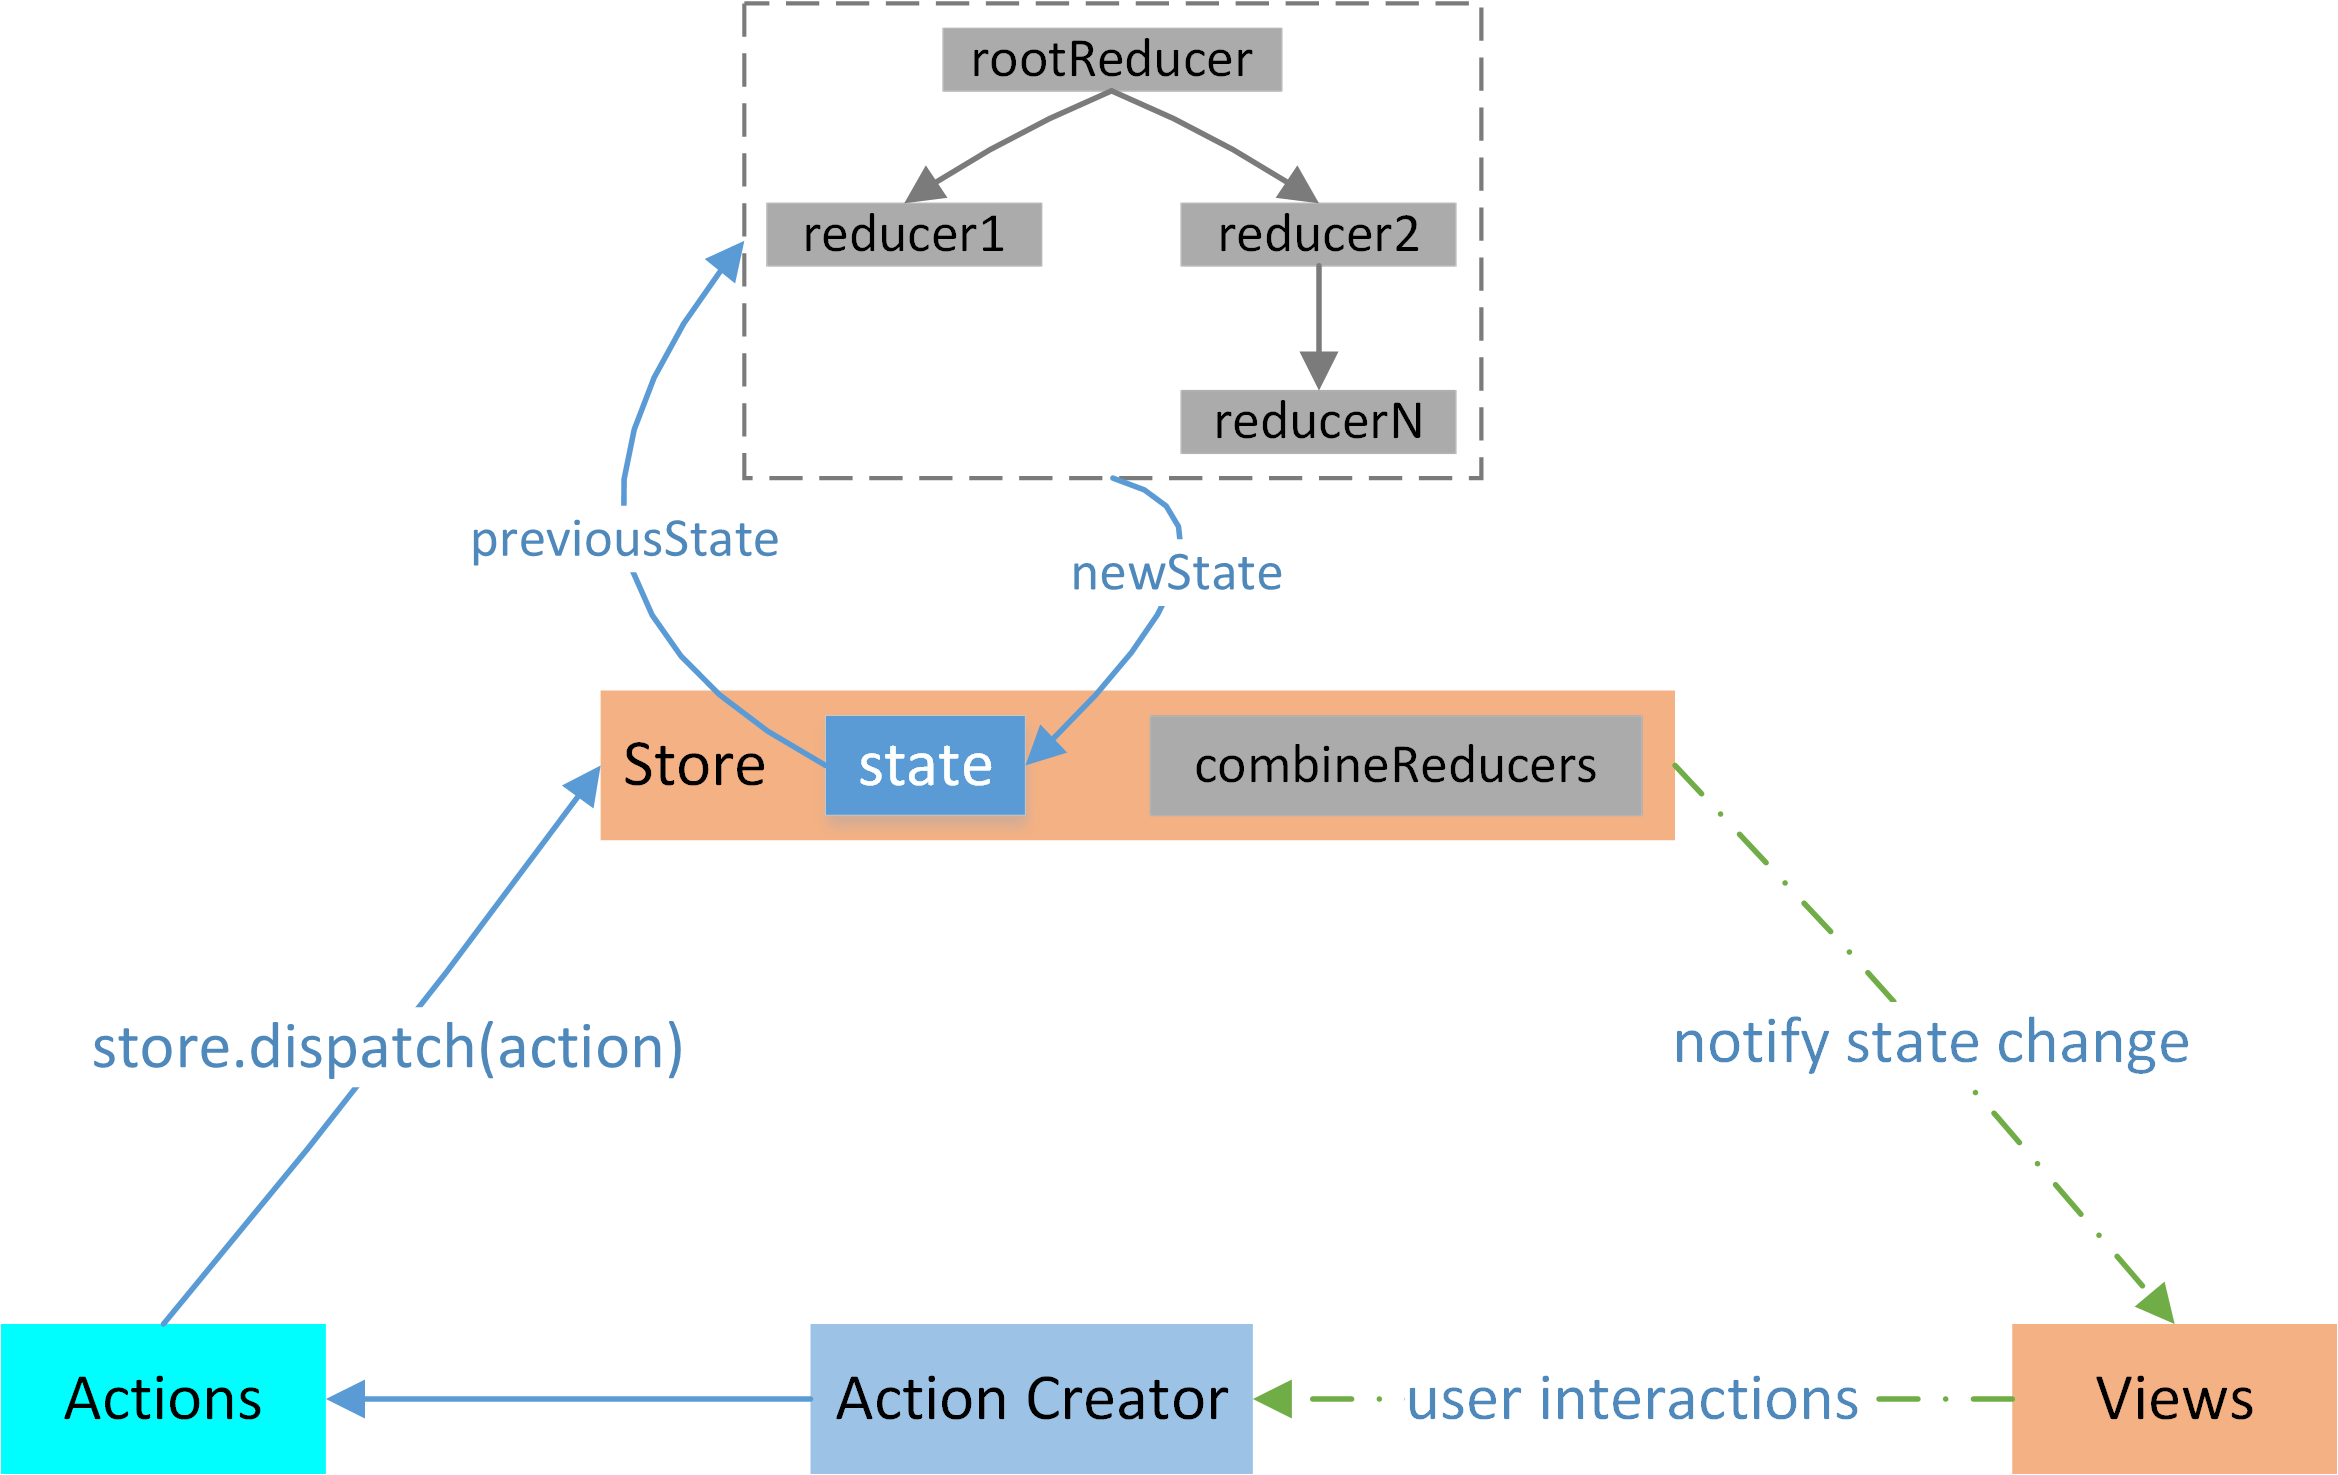 rootReducer
reducer1
reducer2
reducerN
previousState
newState
Store
state
combineReducers
store.dispatch(action)
notify state change
Actions
Action Creator
user interactions
Views